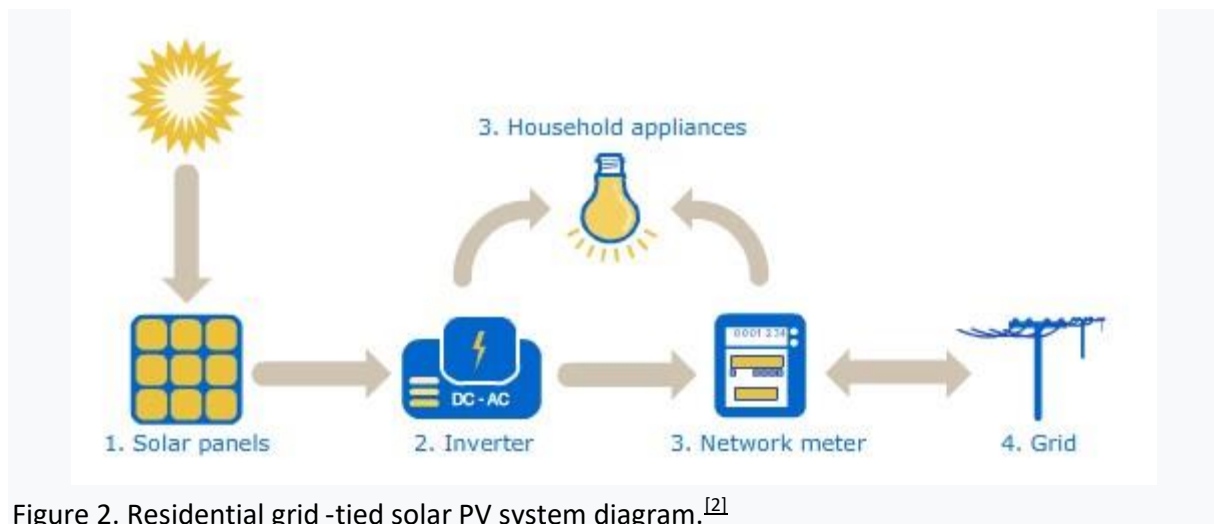 3. Household appliances
0001234
DC - AC
1. Solar panels
2. Inverter
3. Network meter
4. Grid
Figure 2. Residential grid -tied solar PV system diagram.[2]